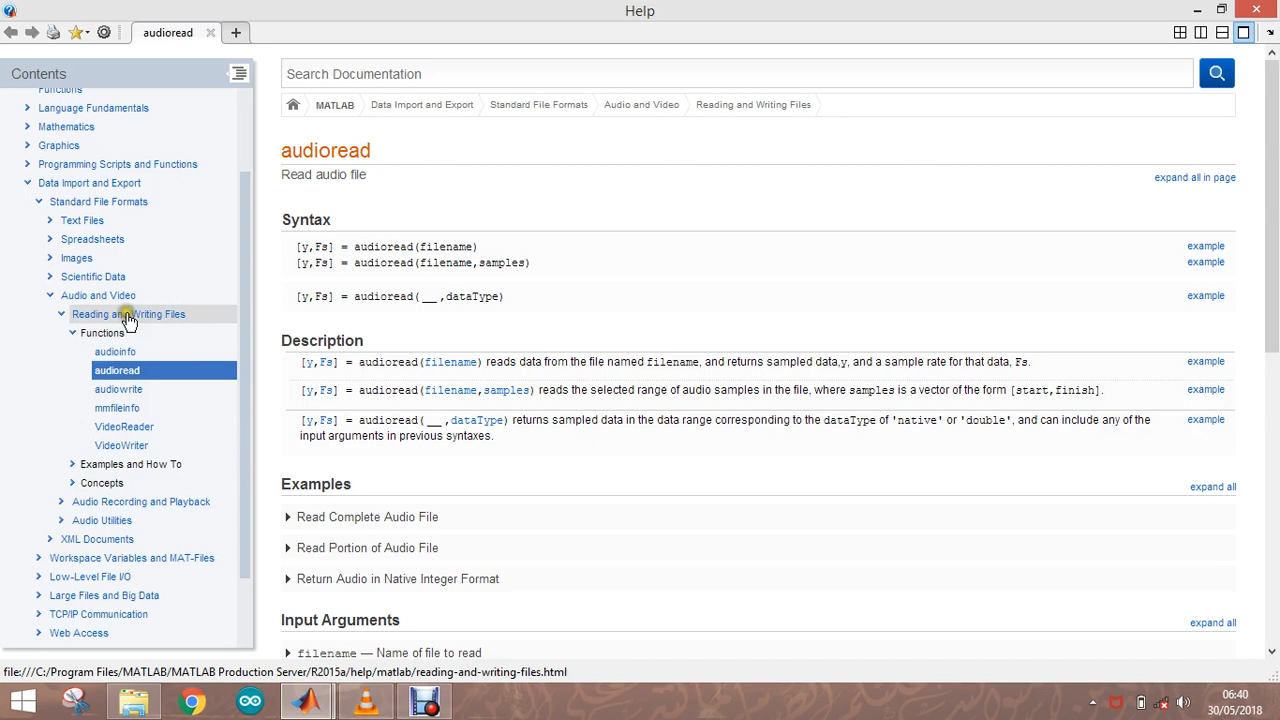 Help
audioread
Contents
Search Documentation
MATLAB Data Import and Export Standard File Formats Audio and Video Reading and Writing Files
Functions
Language Fundamentals
Mathematics
Graphics
Programming Scripts and Functions
Data Import and Export
Standard File Formats
Text Files
Spreadsheets
Images
Scientific Data
Audio and Video
Reading and Writing Files
Functions
audioinfo
audioread
audiowrite
mmfileinfo
VideoReader
VideoWriter
Examples and How To
Concepts
Audio Recording and Playback
Audio Utilities
XML Documents
Workspace Variables and MAT-Files
Low-Level File I/O
Large Files and Big Data
TCP/IP Communication
Web Access
audioread
Read audio file
expand all in page
Syntax
[y,Fs] = audioread(filename) example
[y,Fs] = audioread(filename,samples) example
[y,Fs] = audioread(__,dataType) example
Description
[y,Fs] = audioread(filename) reads data from the file named filename, and returns sampled data,y, and a sample rate for that data, Fs. example
[y,Fs] = audioread(filename,samples) reads the selected range of audio samples in the file, where samples is a vector of the form [start,finish]. example
[y,Fs] = audioread(__,dataType) returns sampled data in the data range corresponding to the dataType of 'native' or 'double', and can include any of the example
input arguments in previous syntaxes.
Examples expand all
Read Complete Audio File
Read Portion of Audio File
Return Audio in Native Integer Format
Input Arguments expand all
filename — Name of file to read
file:///C:/Program Files/MATLAB/MATLAB Production Server/R2015a/help/matlab/reading-and-writing-files.html
06:40
30/05/2018